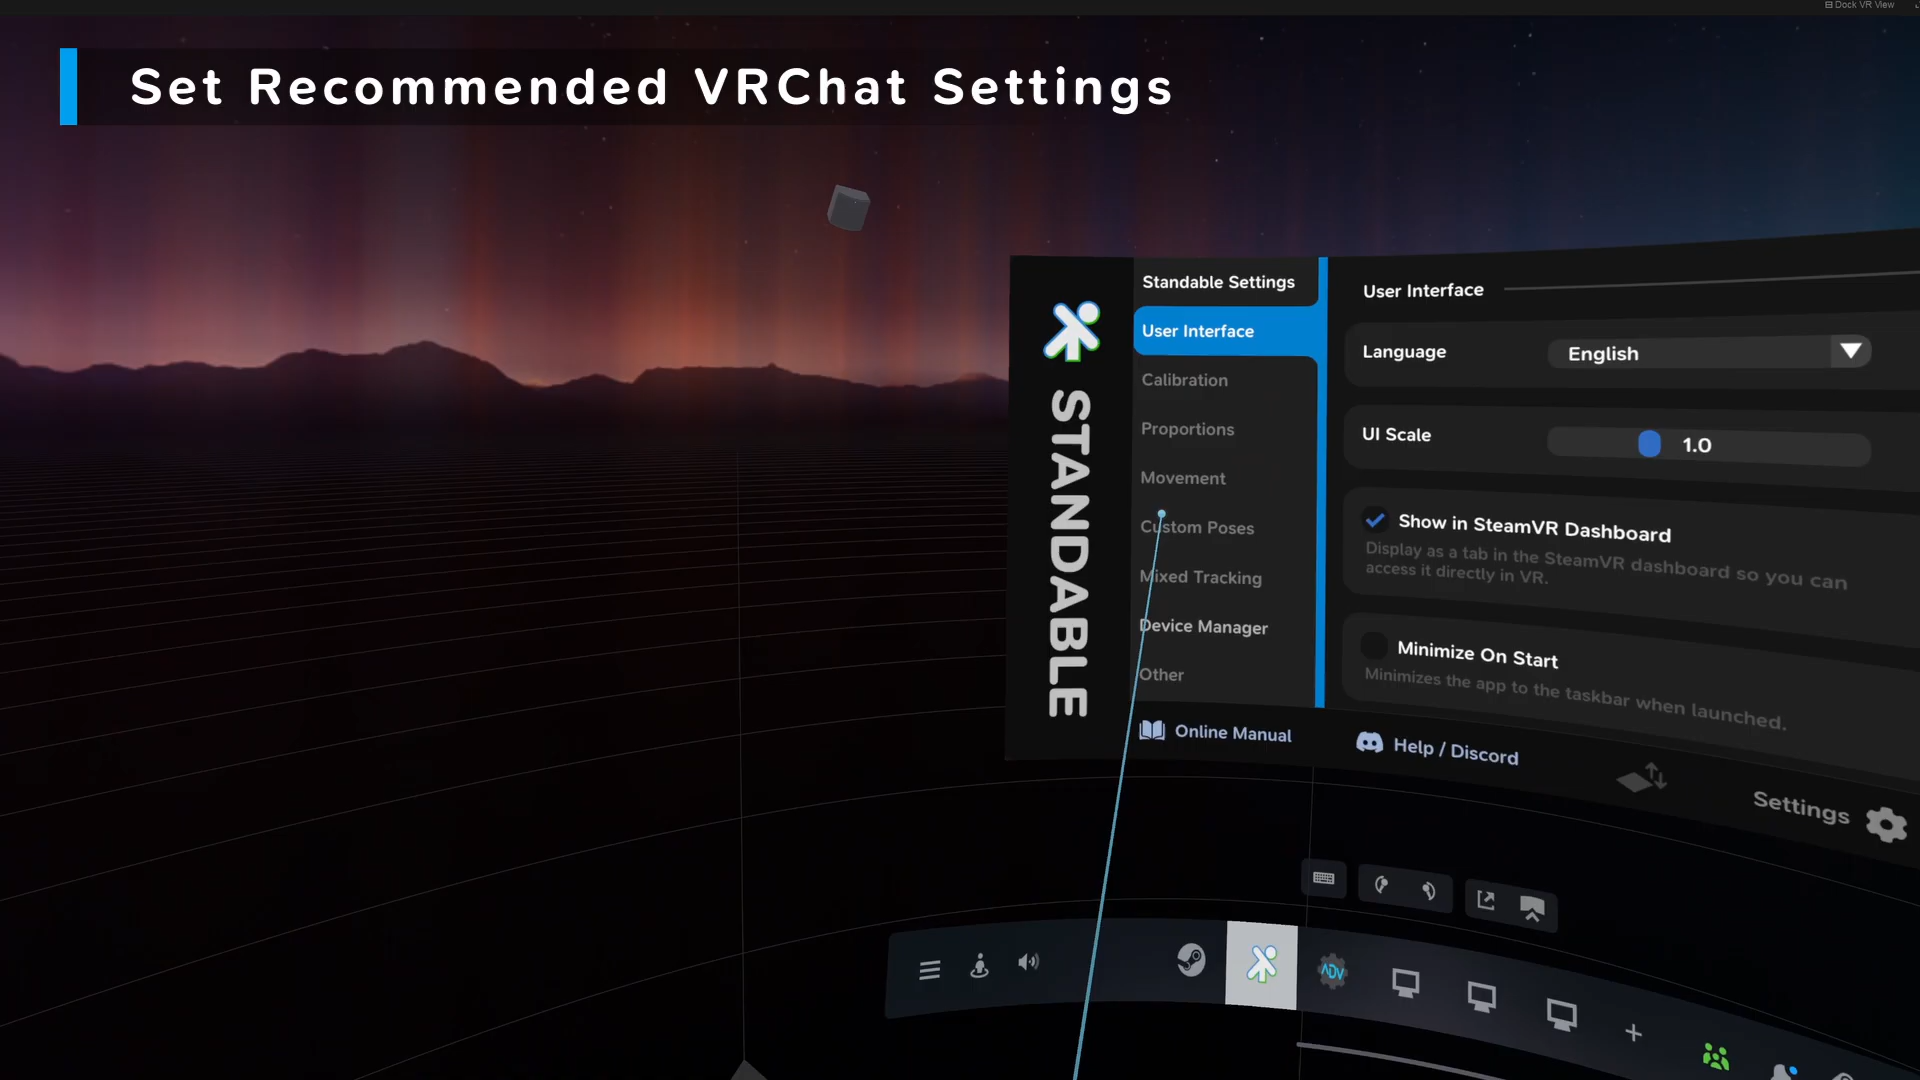 Dock VR View
Set Recommended VRChat Settings
STANDABLE
Standable Settings
User Interface
Calibration
Proportions
Movement
Custom Poses
Mixed Tracking
Device Manager
Other
User Interface
Language
English
UI Scale
1.0
Show in SteamVR Dashboard
Display as a tab in the SteamVR dashboard so you can
access it directly in VR.
Minimize On Start
Minimizes the app to the taskbar when launched.
Online Manual
Help / Discord
Settings
ADV